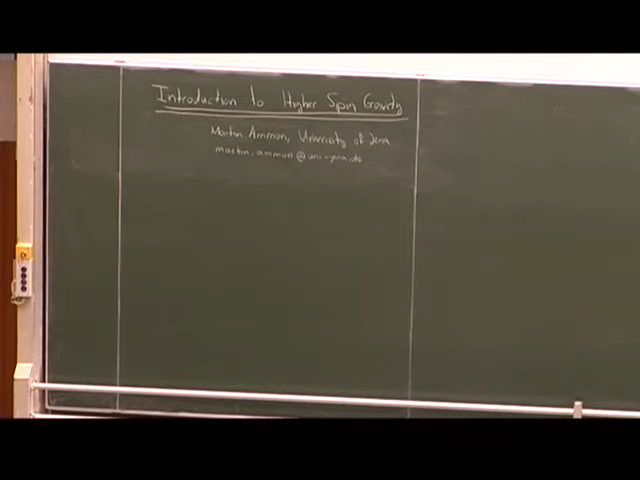 Introduction to Higher Spin Gravity
Martin Ammon, University of Jena
martin.ammon@uni-jena.de